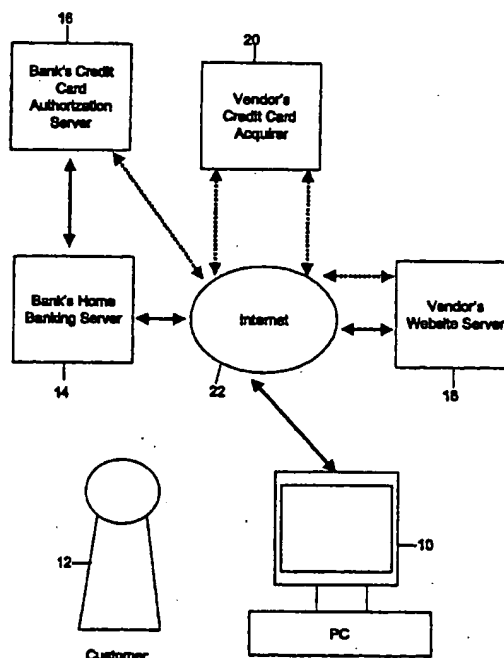 16
20
Bank's Credit
Card
Authorization
Server
Vendor's
Credit Card
Acquirer
Bank's Home
Banking Server
Internet
Vendor's
Website Server
14
22
18
12
10
PC
Customer